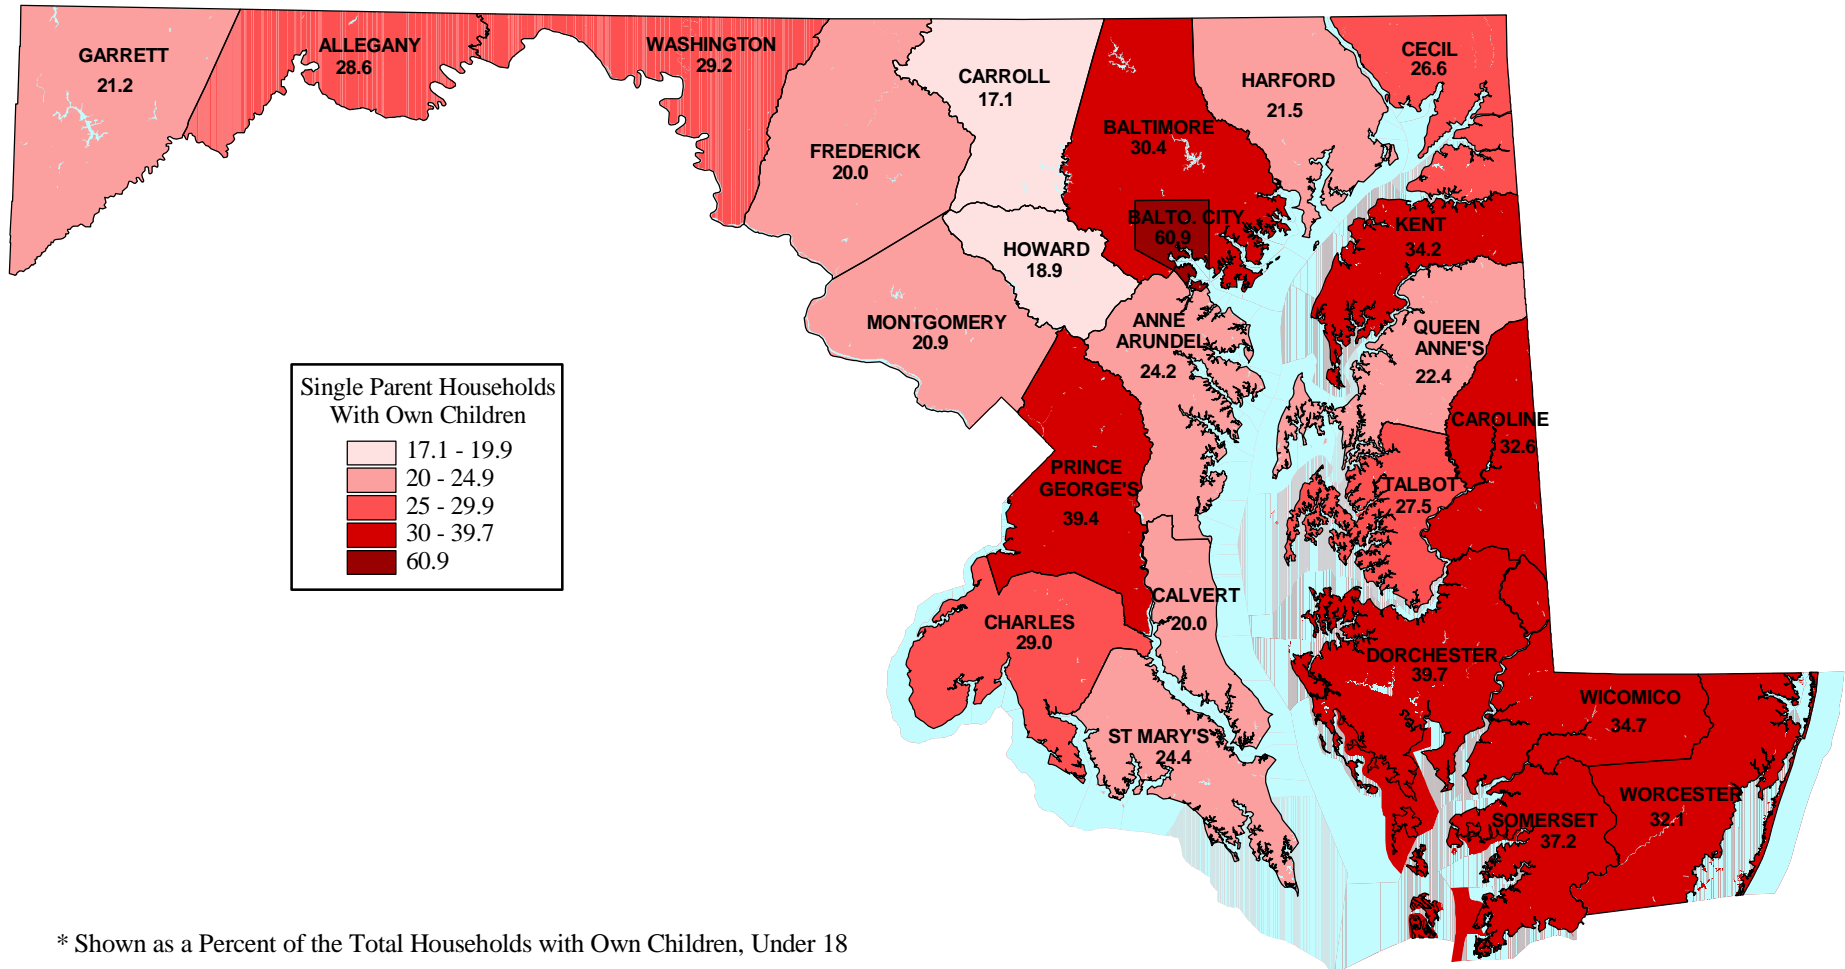 GARRETT
21.2
ALLEGANY
28.6
WASHINGTON
29.2
FREDERICK
20.0
CARROLL
17.1
BALTIMORE
30.4
HARFORD
21.5
CECIL
26.6
BALTO. CITY
60.9
KENT
34.2
HOWARD
18.9
MONTGOMERY
20.9
ANNE
ARUNDEL
24.2
QUEEN
ANNE'S
22.4
CAROLINE
32.6
TALBOT
27.5
PRINCE
GEORGE'S
39.4
CALVERT
20.0
CHARLES
29.0
ST MARY'S
24.4
DORCHESTER
39.7
WICOMICO
34.7
WORCESTER
32.1
SOMERSET
37.2
Single Parent Households
With Own Children
17.1 - 19.9
20 - 24.9
25 - 29.9
30 - 39.7
60.9
* Shown as a Percent of the Total Households with Own Children, Under 18